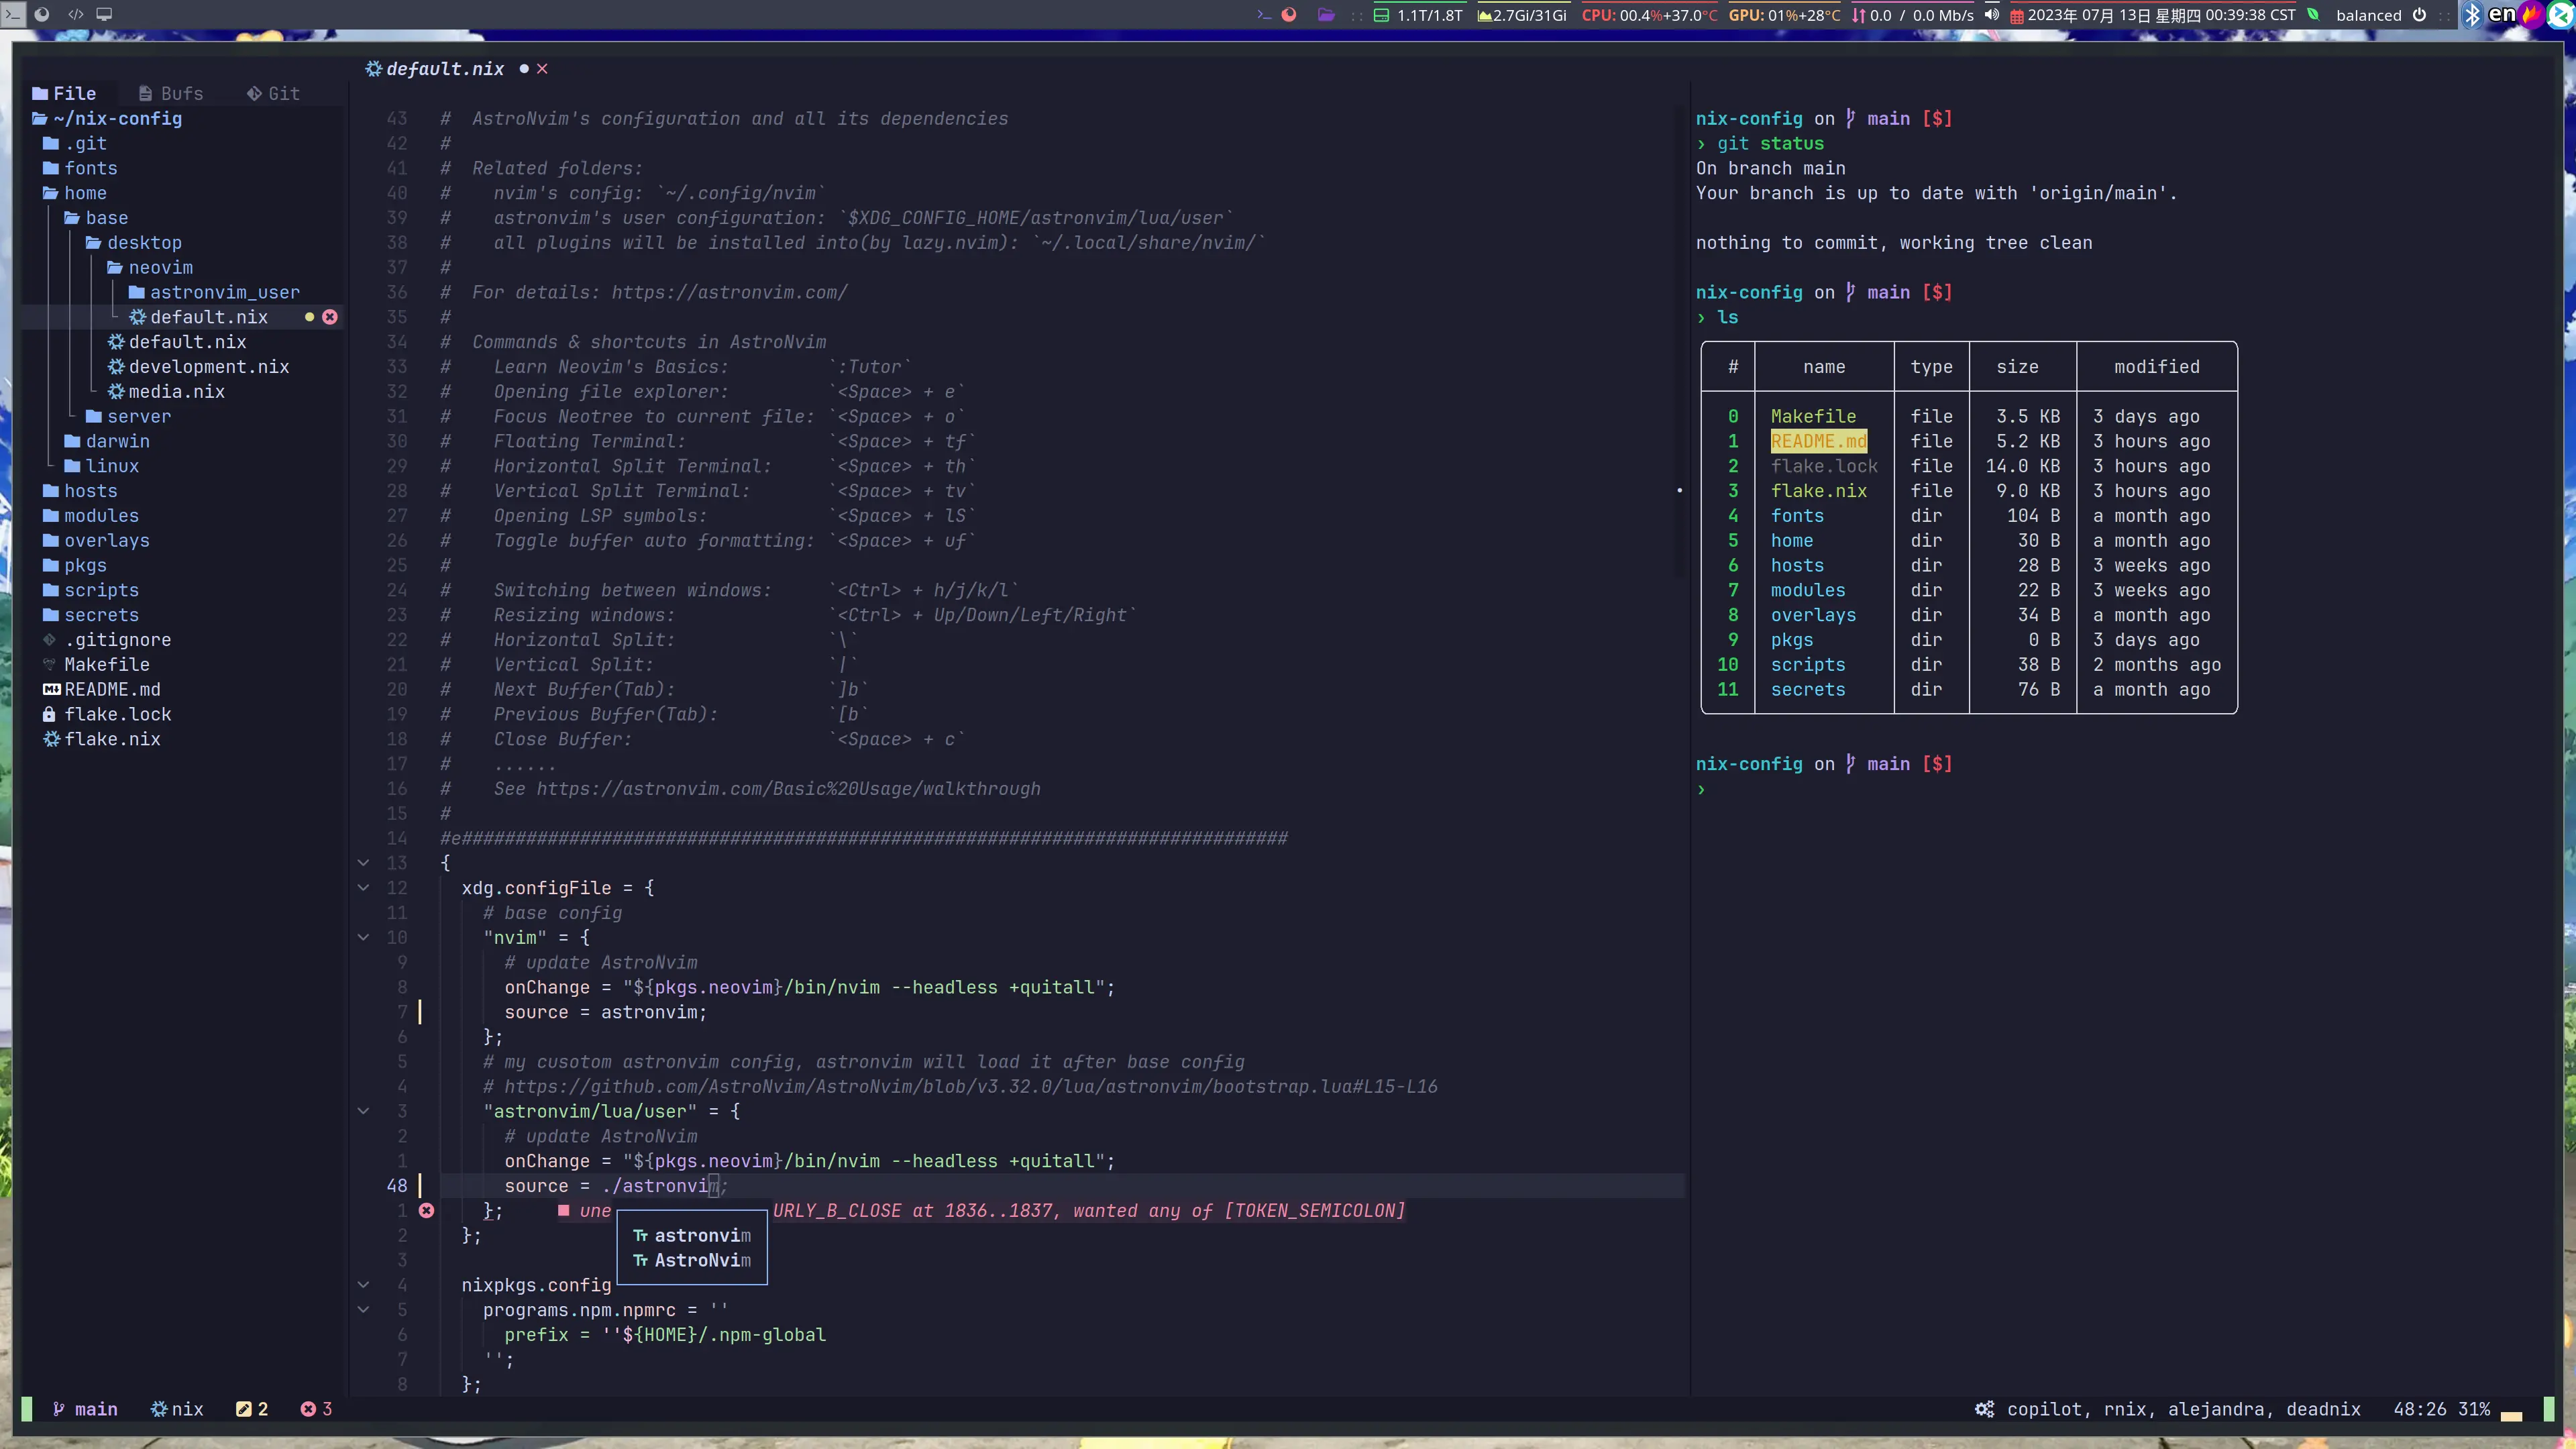 1.1T/1.8T 2.7Gi/31Gi CPU: 00.4%+37.0°C GPU: 01%+28°C 0.0 / 0.0 Mb/s 2023年 07月 13日 星期四 00:39:38 CST balanced en
default.nix
File Bufs Git
~/nix-config
.git
fonts
home
base
desktop
neovim
astronvim_user
default.nix
default.nix
development.nix
media.nix
server
darwin
linux
hosts
modules
overlays
pkgs
scripts
secrets
.gitignore
Makefile
README.md
flake.lock
flake.nix
43 # AstroNvim's configuration and all its dependencies
42 #
41 # Related folders:
40 # nvim's config: `~/.config/nvim`
39 # astronvim's user configuration: `$XDG_CONFIG_HOME/astronvim/lua/user`
38 # all plugins will be installed into(by lazy.nvim): `~/.local/share/nvim/`
37 #
36 # For details: https://astronvim.com/
35 #
34 # Commands & shortcuts in AstroNvim
33 # Learn Neovim's Basics: `:Tutor`
32 # Opening file explorer: `<Space> + e`
31 # Focus Neotree to current file: `<Space> + o`
30 # Floating Terminal: `<Space> + tf`
29 # Horizontal Split Terminal: `<Space> + th`
28 # Vertical Split Terminal: `<Space> + tv`
27 # Opening LSP symbols: `<Space> + lS`
26 # Toggle buffer auto formatting: `<Space> + uf`
25 #
24 # Switching between windows: `<Ctrl> + h/j/k/l`
23 # Resizing windows: `<Ctrl> + Up/Down/Left/Right`
22 # Horizontal Split: `\`
21 # Vertical Split: `|`
20 # Next Buffer(Tab): `]b`
19 # Previous Buffer(Tab): `[b`
18 # Close Buffer: `<Space> + c`
17 # ......
16 # See https://astronvim.com/Basic%20Usage/walkthrough
15 #
14 #e#############################################################################
13 {
12 xdg.configFile = {
11 # base config
10 "nvim" = {
9 # update AstroNvim
8 onChange = "${pkgs.neovim}/bin/nvim --headless +quitall";
7 source = astronvim;
6 };
5 # my cusotom astronvim config, astronvim will load it after base config
4 # https://github.com/AstroNvim/AstroNvim/blob/v3.32.0/lua/astronvim/bootstrap.lua#L15-L16
3 "astronvim/lua/user" = {
2 # update AstroNvim
1 onChange = "${pkgs.neovim}/bin/nvim --headless +quitall";
48 source = ./astronvim;
1 }; ■ une URLY_B_CLOSE at 1836..1837, wanted any of [TOKEN_SEMICOLON]
astronvim
AstroNvim
2 };
3
4 nixpkgs.config
5 programs.npm.npmrc = ''
6 prefix = ''${HOME}/.npm-global
7 '';
8 };
nix-config on main [$]
› git status
On branch main
Your branch is up to date with 'origin/main'.
nothing to commit, working tree clean
nix-config on main [$]
› ls
# name type size modified
0 Makefile file 3.5 KB 3 days ago
1 README.md file 5.2 KB 3 hours ago
2 flake.lock file 14.0 KB 3 hours ago
3 flake.nix file 9.0 KB 3 hours ago
4 fonts dir 104 B a month ago
5 home dir 30 B a month ago
6 hosts dir 28 B 3 weeks ago
7 modules dir 22 B 3 weeks ago
8 overlays dir 34 B a month ago
9 pkgs dir 0 B 3 days ago
10 scripts dir 38 B 2 months ago
11 secrets dir 76 B a month ago
nix-config on main [$]
›
main nix 2 3 copilot, rnix, alejandra, deadnix 48:26 31%